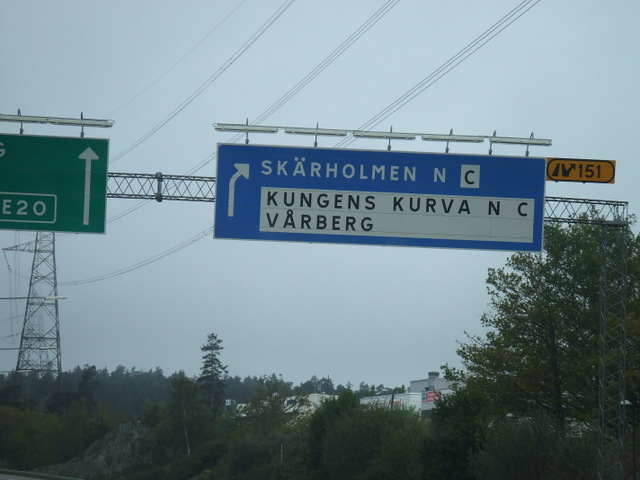 G
E20
SKÄRHOLMEN N C
KUNGENS KURVA N C
VÅRBERG
151